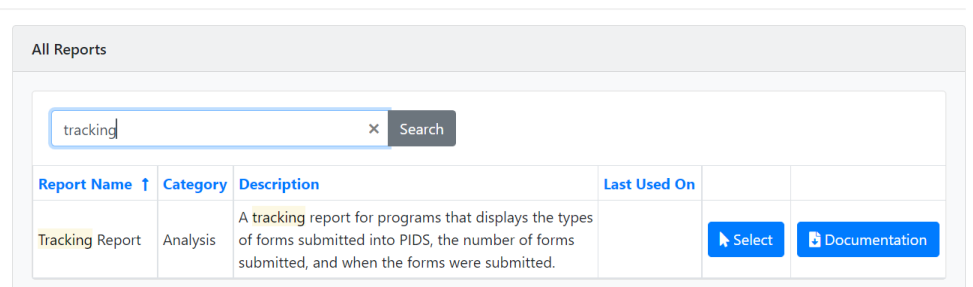 All Reports
tracking × Search
Report Name ↑ Category Description Last Used On
Tracking Report Analysis A tracking report for programs that displays the types
of forms submitted into PIDS, the number of forms
submitted, and when the forms were submitted.
Select Documentation